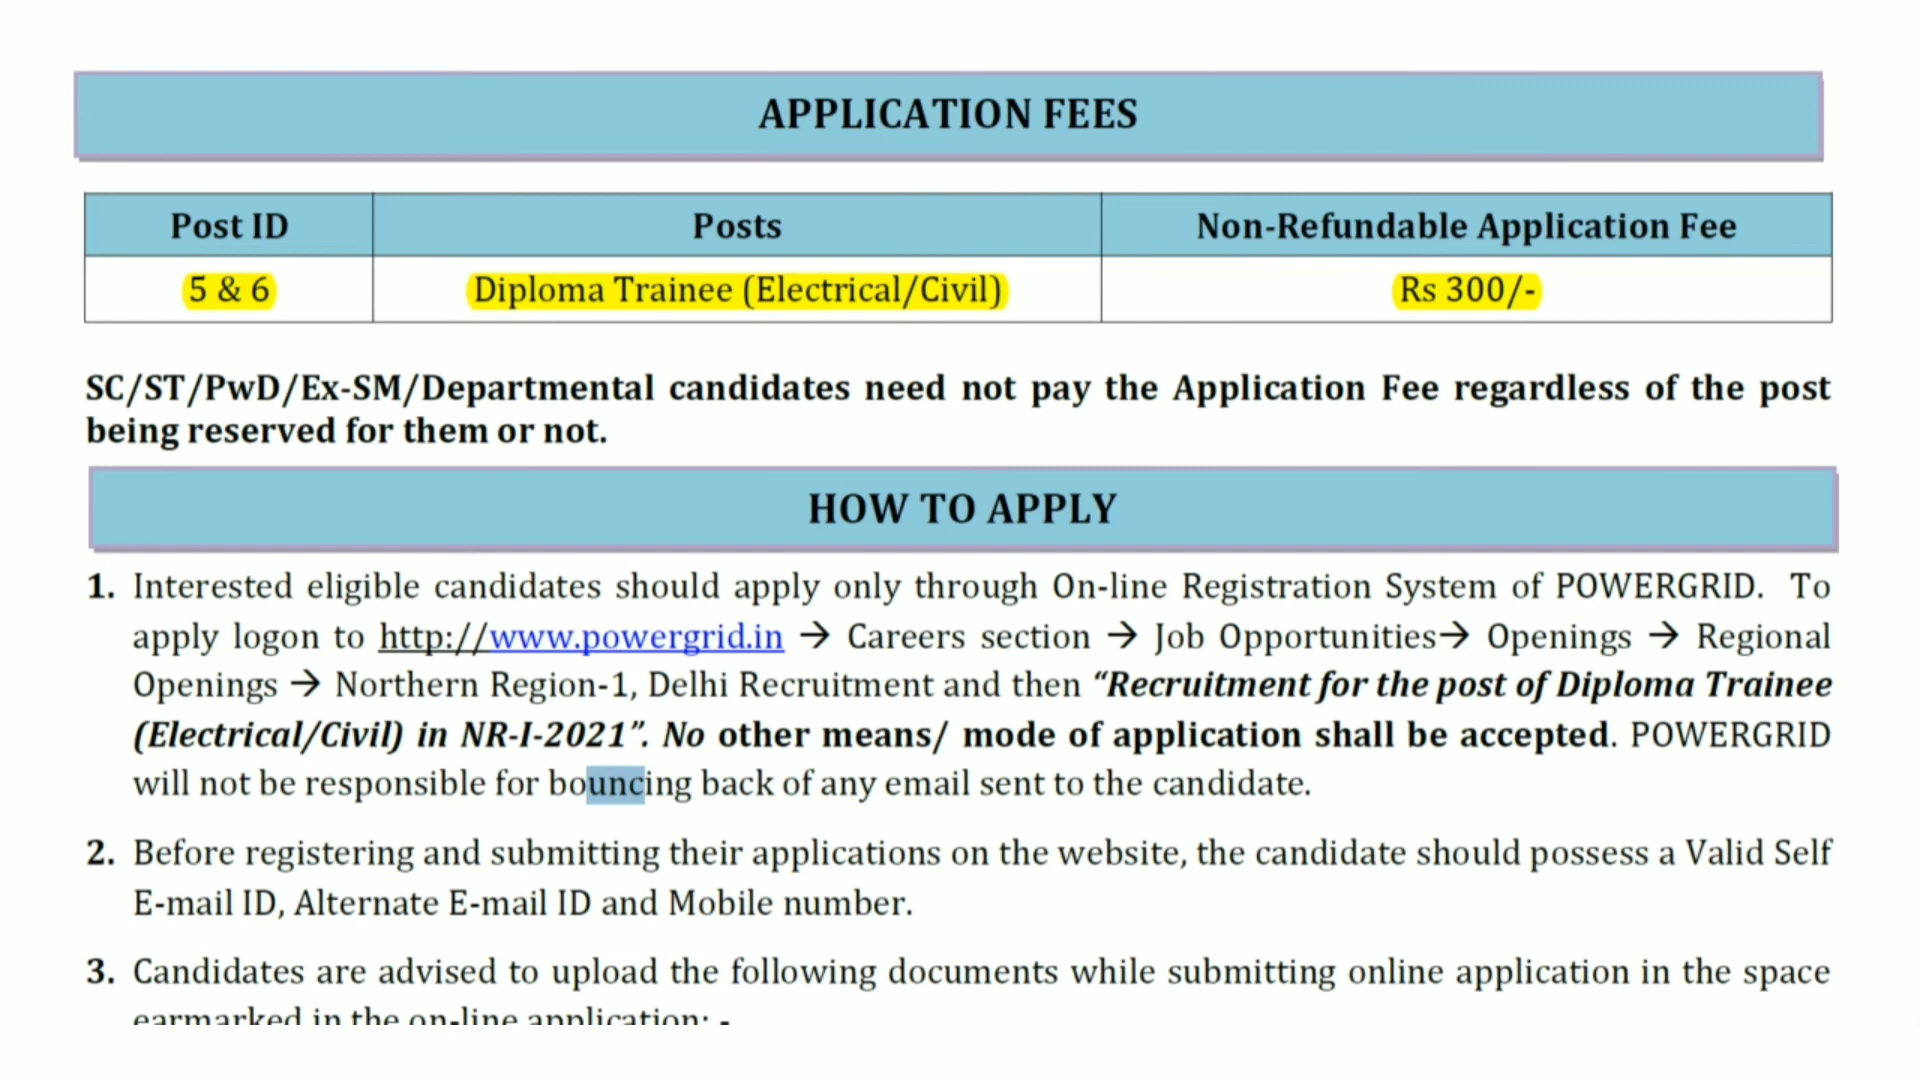 APPLICATION FEES
Post ID Posts Non-Refundable Application Fee
5 & 6 Diploma Trainee (Electrical/Civil) Rs 300/-
SC/ST/PwD/Ex-SM/Departmental candidates need not pay the Application Fee regardless of the post
being reserved for them or not.
HOW TO APPLY
1. Interested eligible candidates should apply only through On-line Registration System of POWERGRID. To
apply logon to http://www.powergrid.in → Careers section → Job Opportunities→ Openings → Regional
Openings → Northern Region-1, Delhi Recruitment and then “Recruitment for the post of Diploma Trainee
(Electrical/Civil) in NR-I-2021”. No other means/ mode of application shall be accepted. POWERGRID
will not be responsible for bouncing back of any email sent to the candidate.
2. Before registering and submitting their applications on the website, the candidate should possess a Valid Self
E-mail ID, Alternate E-mail ID and Mobile number.
3. Candidates are advised to upload the following documents while submitting online application in the space
earmarked in the on-line application: -